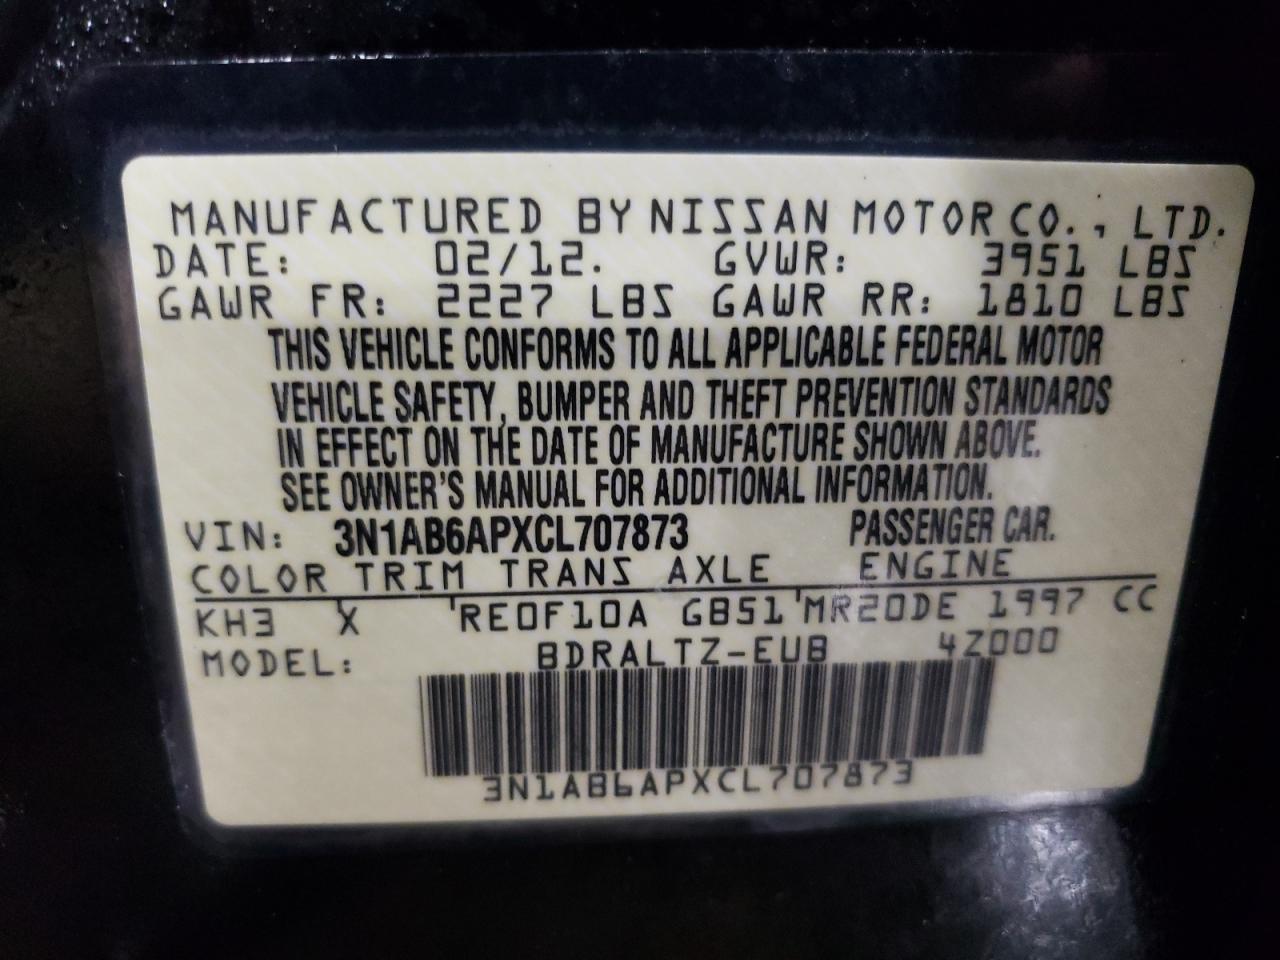 MANUFACTURED BY NISSAN MOTOR CO., LTD.
DATE: 02/12. GVWR: 3951 LBS
GAWR FR: 2227 LBS GAWR RR: 1810 LBS
THIS VEHICLE CONFORMS TO ALL APPLICABLE FEDERAL MOTOR
VEHICLE SAFETY, BUMPER AND THEFT PREVENTION STANDARDS
IN EFFECT ON THE DATE OF MANUFACTURE SHOWN ABOVE.
SEE OWNER'S MANUAL FOR ADDITIONAL INFORMATION.
VIN: 3N1AB6APXCL707873 PASSENGER CAR.
COLOR TRIM TRANS AXLE ENGINE
KH3 X RE0F10A GB51 MR20DE 1997 CC
MODEL: BDRALTZ-EUB 4Z000
3N1AB6APXCL707873